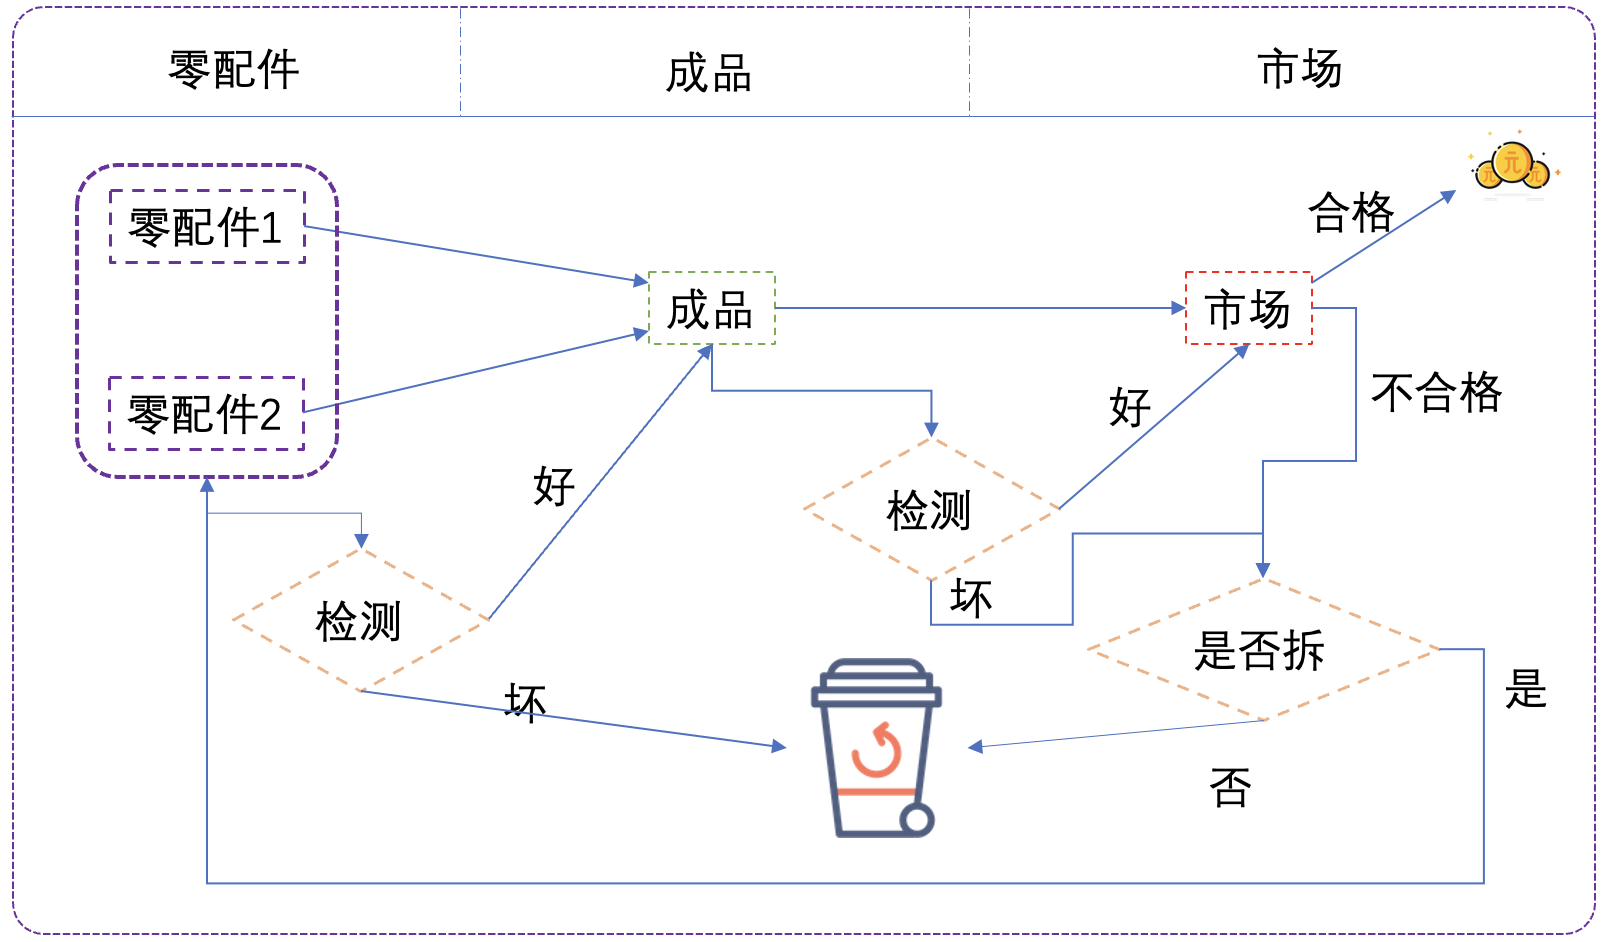 零配件
成品
市场
元
元
元
合格
零配件1
成品
市场
不合格
零配件2
好
好
检测
坏
检测
是否拆
坏
是
否